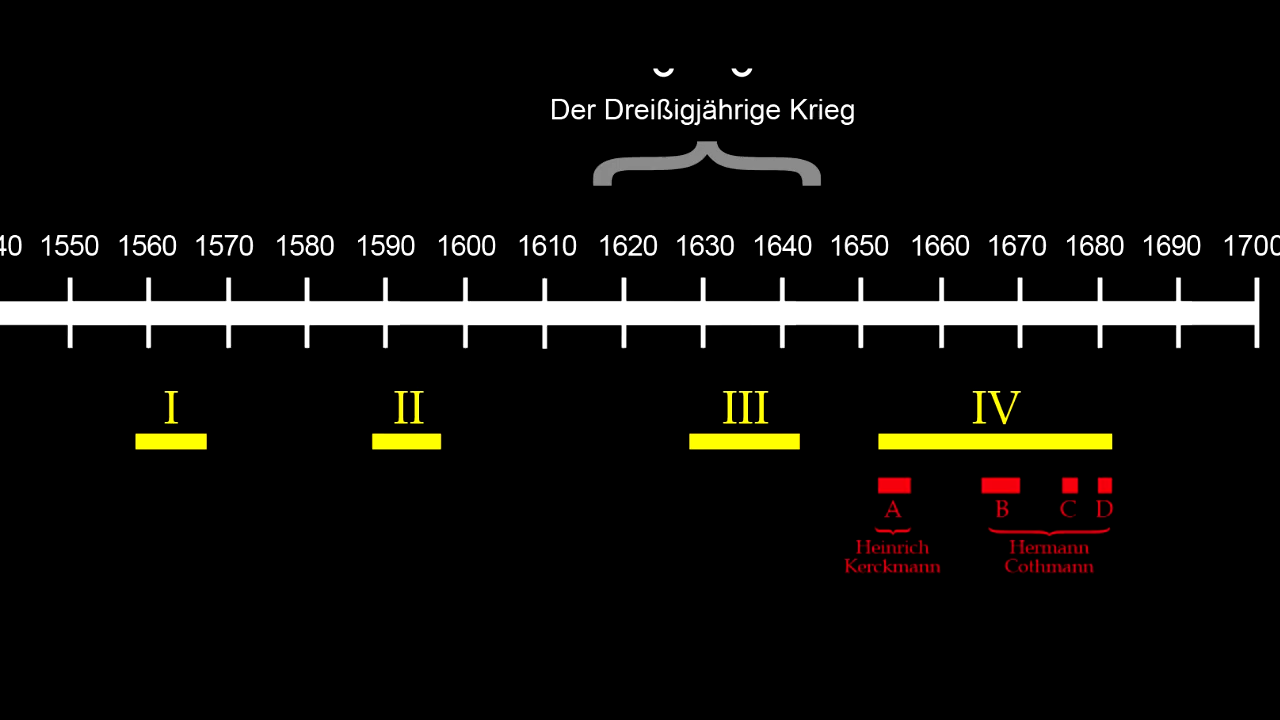 Der Dreißigjährige Krieg
40 1550 1560 1570 1580 1590 1600 1610 1620 1630 1640 1650 1660 1670 1680 1690 1700
I II III IV
A B C D
Heinrich Hermann
Kerckmann Cothmann